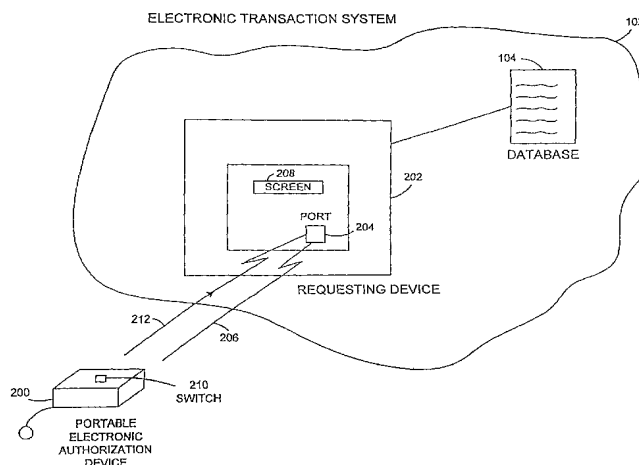 ELECTRONIC TRANSACTION SYSTEM
104
DATABASE
208
SCREEN
202
PORT
204
REQUESTING DEVICE
212
206
200
210
SWITCH
PORTABLE
ELECTRONIC
AUTHORIZATION
DEVICE